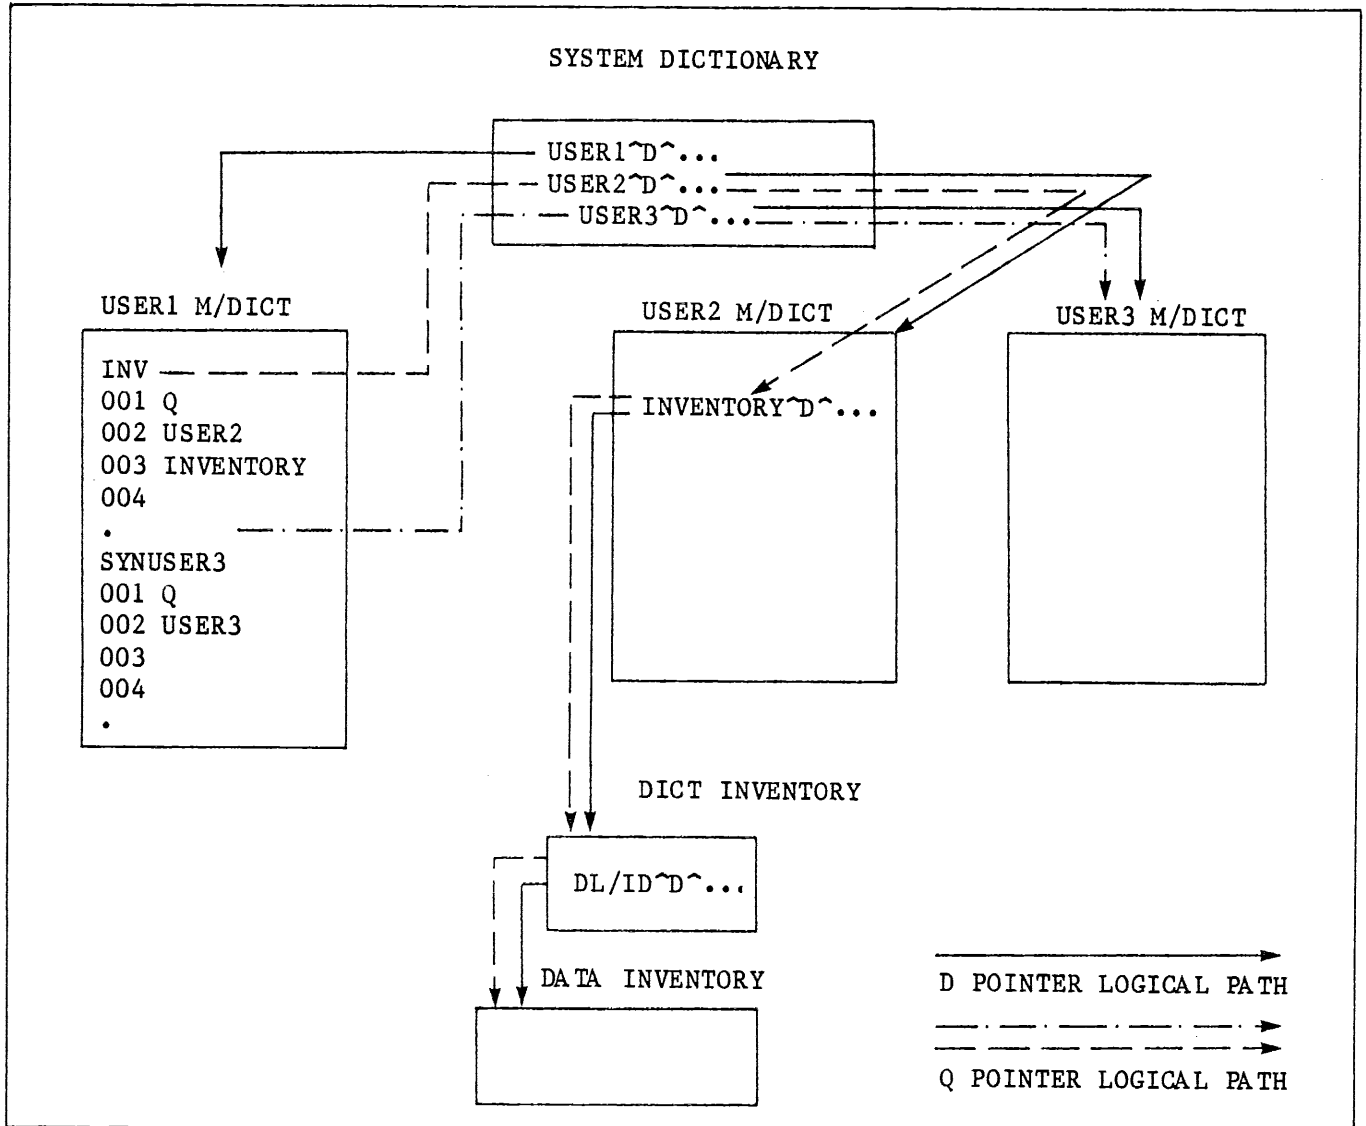 SYSTEM DICTIONARY
USER1^D^...
USER2^D^...
USER3^D^...
USER1 M/DICT
USER2 M/DICT
USER3 M/DICT
INV
001 Q
002 USER2
003 INVENTORY
004
.
SYNUSER3
001 Q
002 USER3
003
004
.
INVENTORY^D^...
DICT INVENTORY
DL/ID^D^...
DATA INVENTORY
D POINTER LOGICAL PATH
Q POINTER LOGICAL PATH